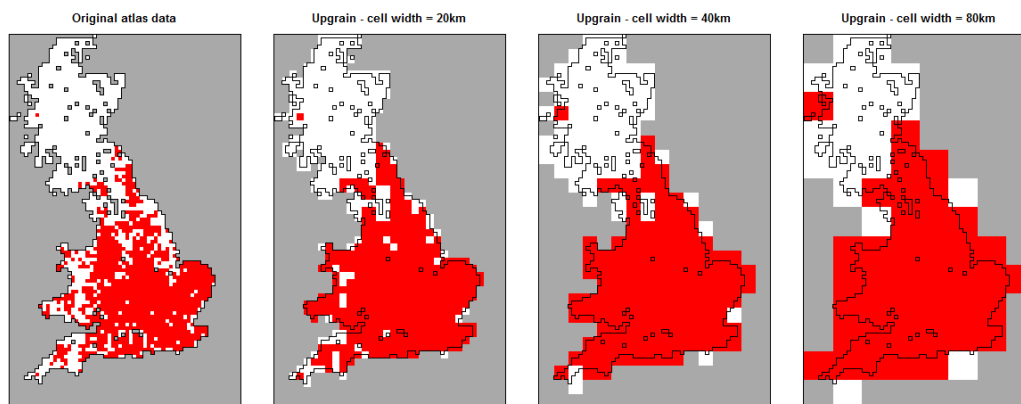 Original atlas data
Upgrain - cell width = 20km
Upgrain - cell width = 40km
Upgrain - cell width = 80km